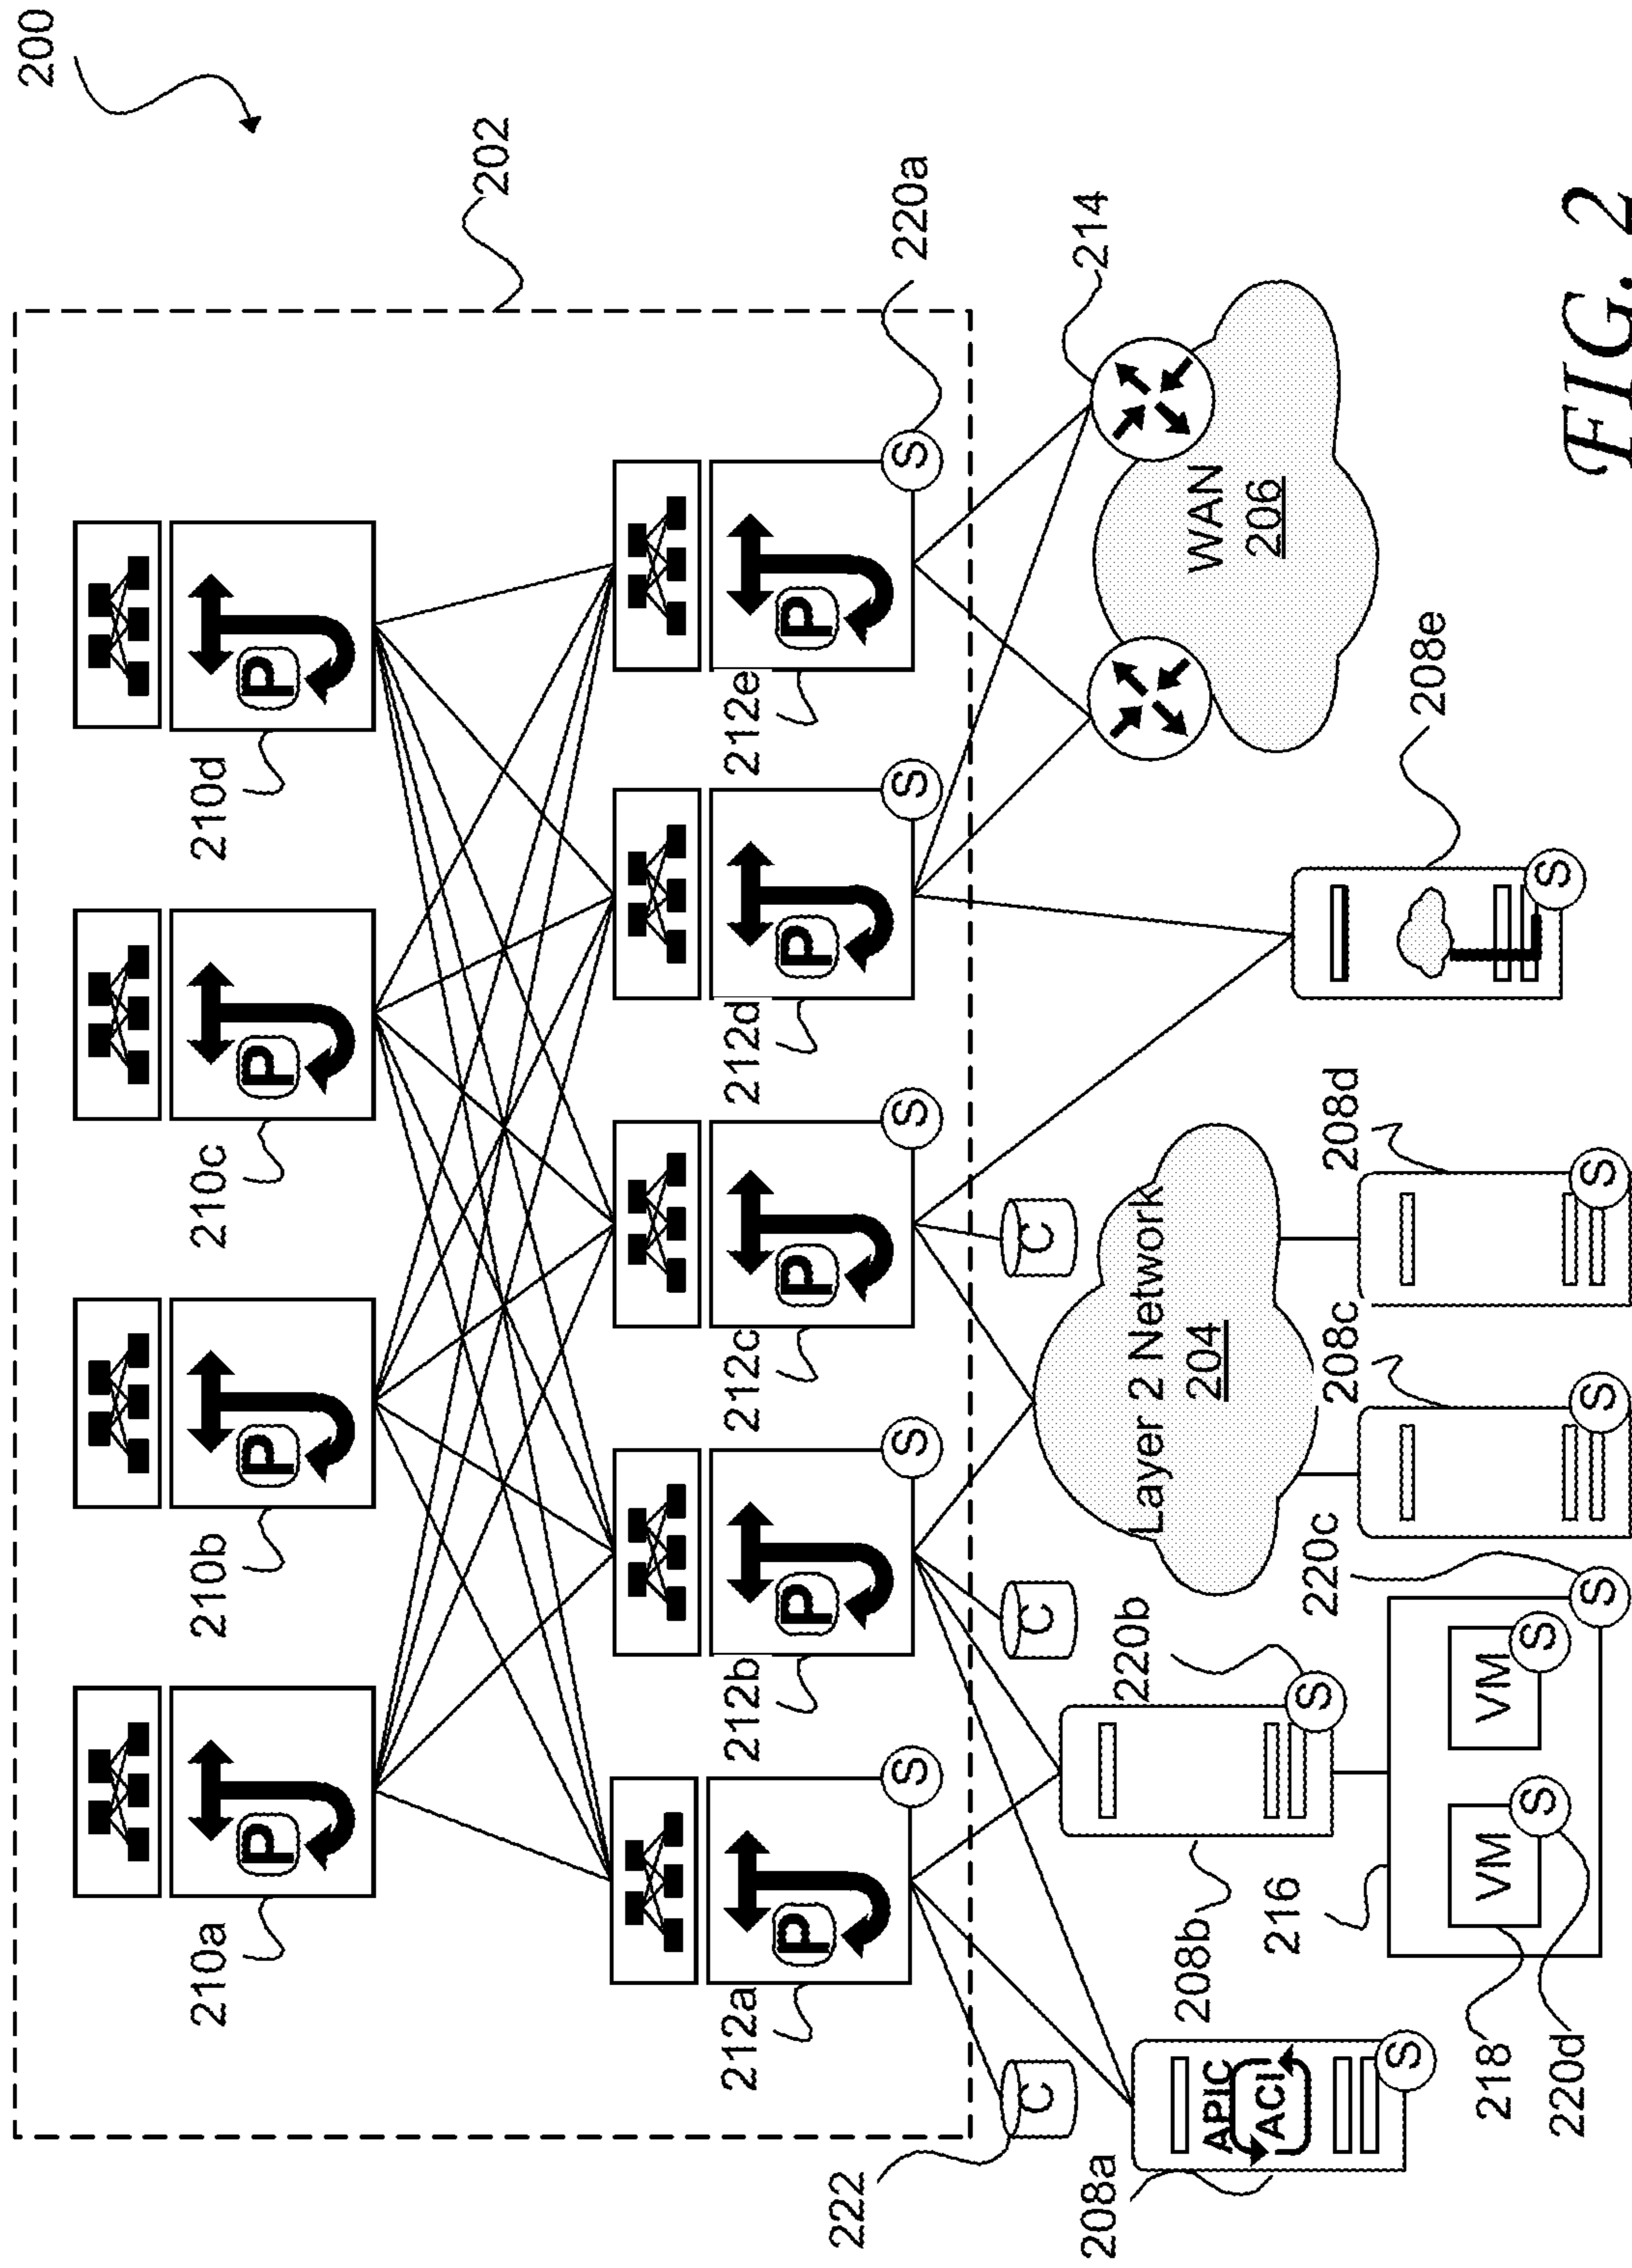 200
202
210a
210b
210c
210d
P
P
P
P
212a
212b
212c
212d
212e
P
P
P
P
P
S
S
S
S
S
220a
222
C
C
C
214
208a
APIC
ACI
S
208b
220b
S
Layer 2 Network
204
WAN
206
216
VM
S
VM
S
218
220d
220c
S
208c
S
208d
S
208e
S
FIG. 2